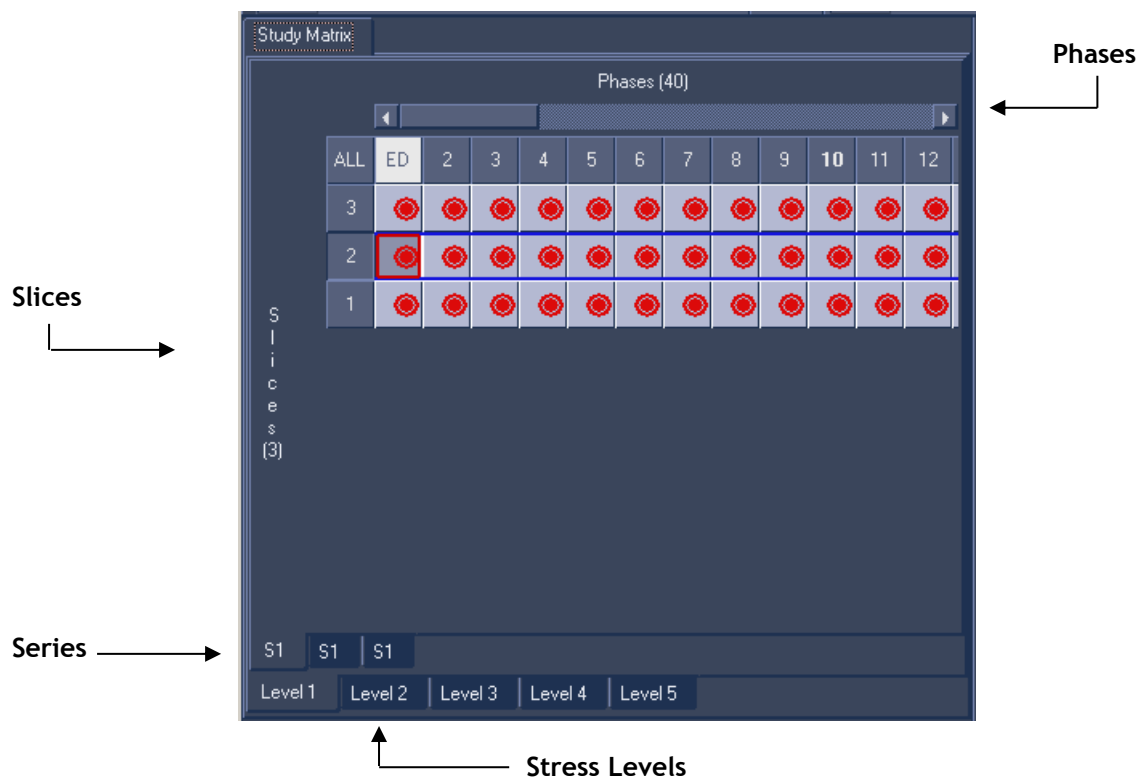 Study Matrix
Phases
Phases (40)
ALL ED 2 3 4 5 6 7 8 9 10 11 12
3
2
1
Slices
Slices (3)
Series
S1 S1 S1
Level 1 Level 2 Level 3 Level 4 Level 5
Stress Levels